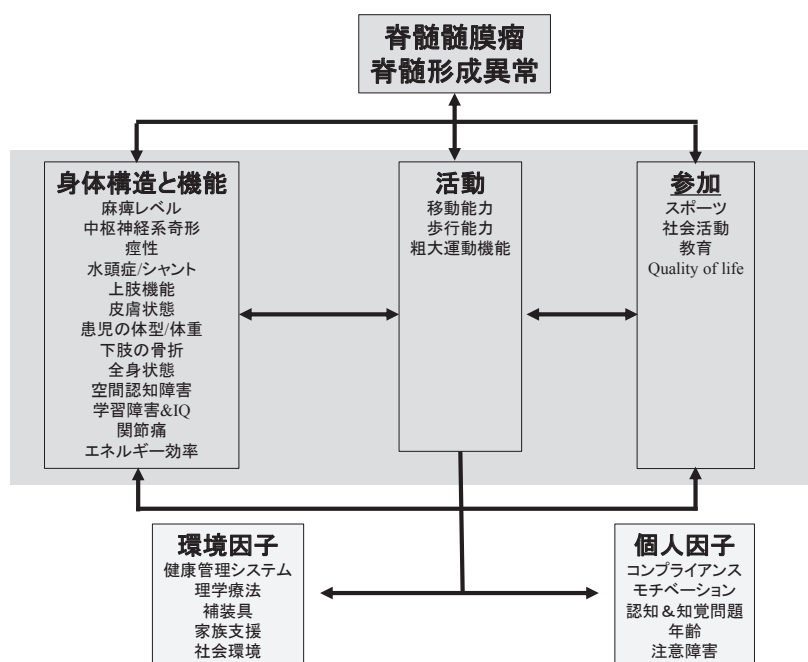 脊髄髄膜瘤
脊髄形成異常
身体構造と機能
麻痺レベル
中枢神経系奇形
痙性
水頭症/シャント
上肢機能
皮膚状態
患児の体型/体重
下肢の骨折
全身状態
空間認知障害
学習障害&IQ
関節痛
エネルギー効率
活動
移動能力
歩行能力
粗大運動機能
参加
スポーツ
社会活動
教育
Quality of life
環境因子
健康管理システム
理学療法
補装具
家族支援
社会環境
個人因子
コンプライアンス
モチベーション
認知＆知覚問題
年齢
注意障害